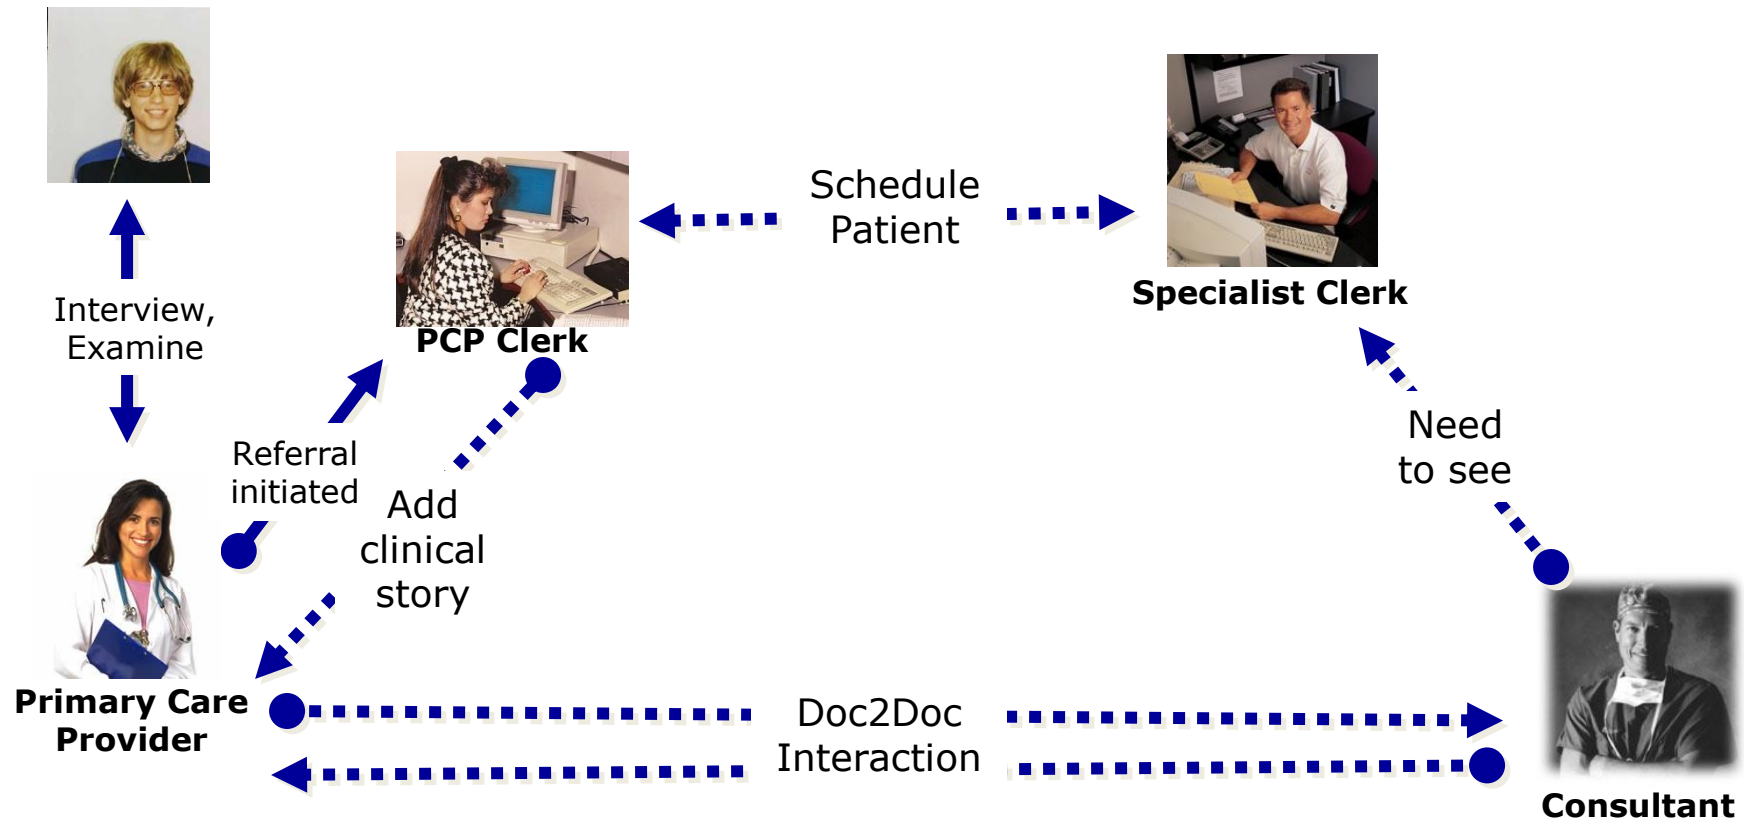 Schedule
Patient
Specialist Clerk
Interview,
Examine
PCP Clerk
Need
to see
Referral
initiated
Add
clinical
story
Primary Care
Provider
Doc2Doc
Interaction
Consultant